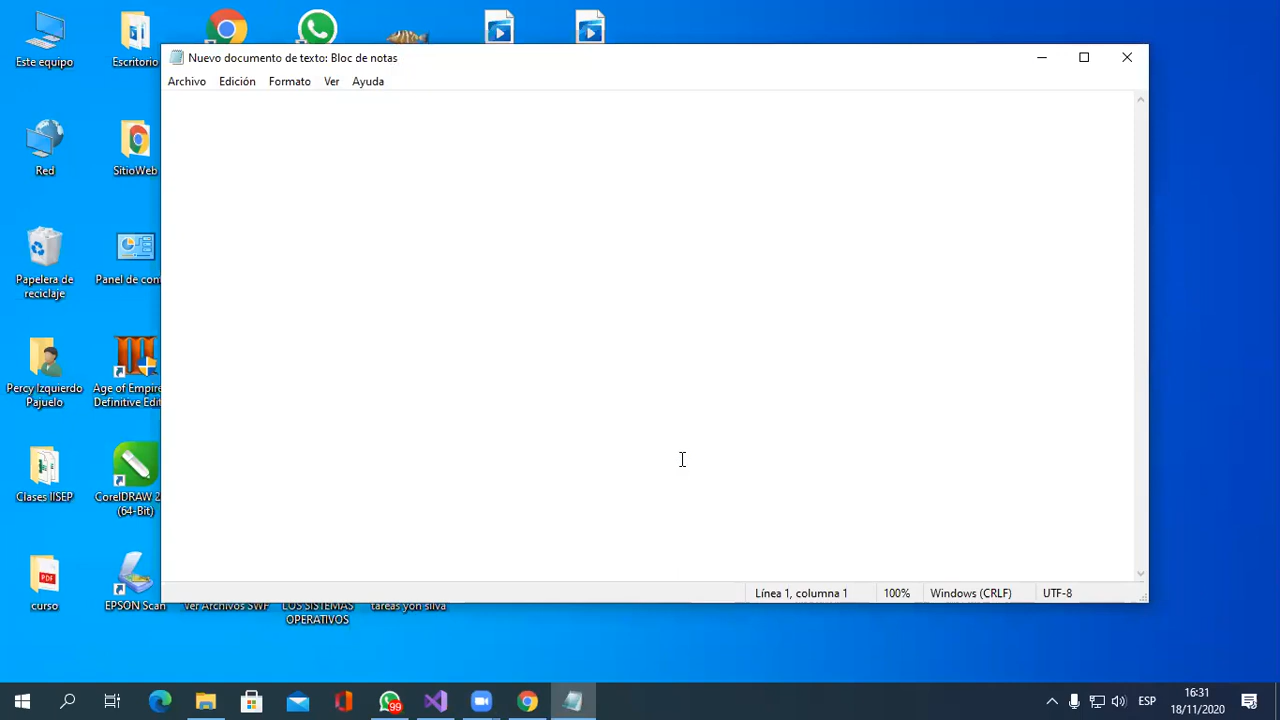 Nuevo documento de texto: Bloc de notas
Archivo Edición Formato Ver Ayuda
Este equipo
Escritorio
Red
SitioWeb
Papelera de
reciclaje
Panel de con
Percy Izquierdo
Pajuelo
Age of Empire
Definitive Edit
Clases IISEP
CorelDRAW 2
(64-Bit)
curso
EPSON Scan
Ver Archivos SWF
LOS SISTEMAS
OPERATIVOS
tareas yon silva
Línea 1, columna 1 100% Windows (CRLF) UTF-8
99
ESP
16:31
18/11/2020